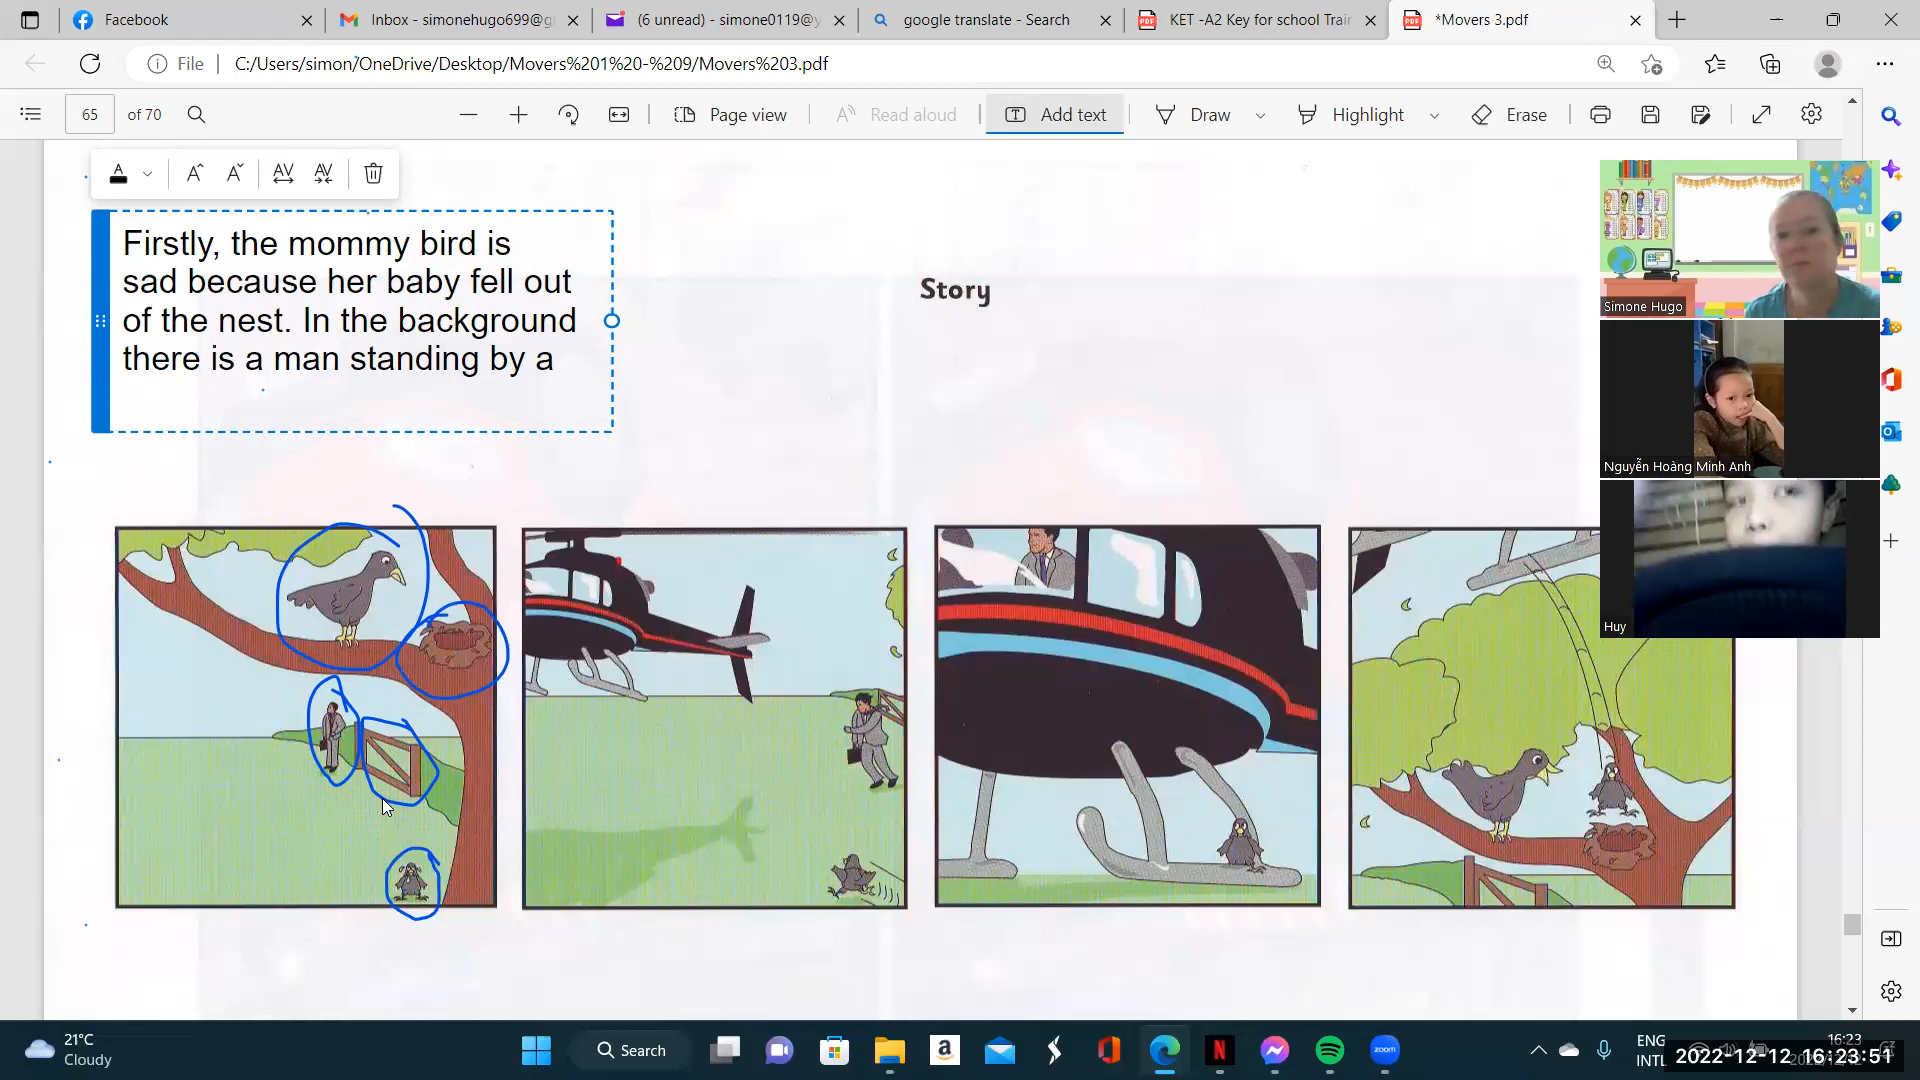 Facebook
Inbox - simonehugo699@g
(6 unread) - simone0119@y
google translate - Search
KET -A2 Key for school Trai
*Movers 3.pdf
File
C:/Users/simon/OneDrive/Desktop/Movers%201%20-%209/Movers%203.pdf
65
of 70
Page view
Read aloud
Add text
Draw
Highlight
Erase
Firstly, the mommy bird is
sad because her baby fell out
of the nest. In the background
there is a man standing by a
Story
Simone Hugo
Nguyễn Hoàng Minh Anh
Huy
21°C
Cloudy
Search
zoom
ENG
INTL
16:23
2022-12-12 16:23:51